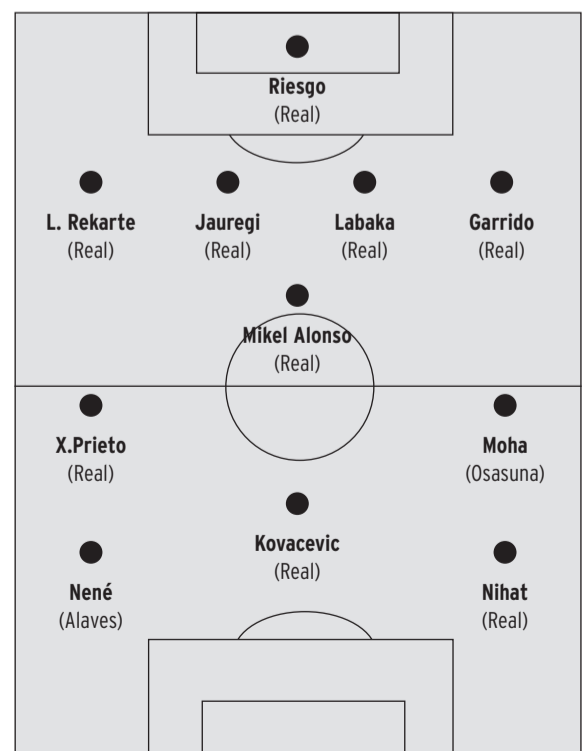 Riesgo
(Real)
L. Rekarte
(Real)
Jauregi
(Real)
Labaka
(Real)
Garrido
(Real)
Mikel Alonso
(Real)
X.Prieto
(Real)
Moha
(Osasuna)
Kovacevic
(Real)
Nené
(Alaves)
Nihat
(Real)